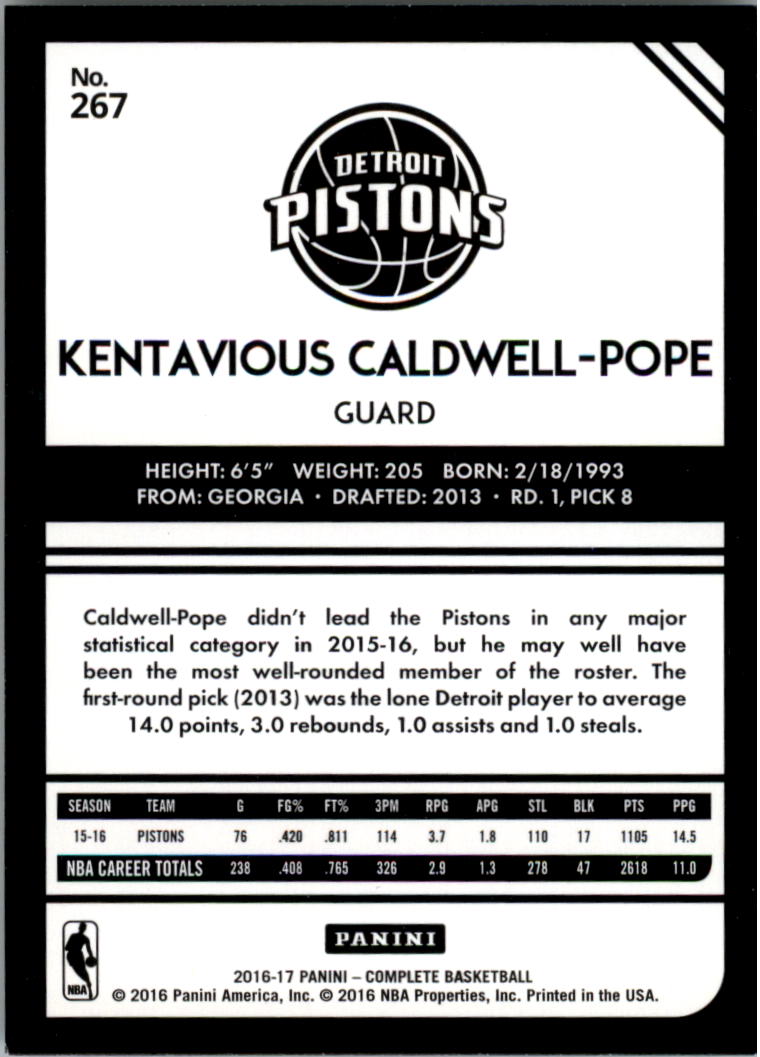 No.
267
DETROIT
PISTONS
KENTAVIOUS CALDWELL-POPE
GUARD
HEIGHT: 6'5" WEIGHT: 205 BORN: 2/18/1993
FROM: GEORGIA • DRAFTED: 2013 • RD. 1, PICK 8
Caldwell-Pope didn't lead the Pistons in any major
statistical category in 2015-16, but he may well have
been the most well-rounded member of the roster. The
first-round pick (2013) was the lone Detroit player to average
14.0 points, 3.0 rebounds, 1.0 assists and 1.0 steals.
SEASON TEAM G FG% FT% 3PM RPG APG STL BLK PTS PPG
15-16 PISTONS 76 .420 .811 114 3.7 1.8 110 17 1105 14.5
NBA CAREER TOTALS 238 .408 .765 326 2.9 1.3 278 47 2618 11.0
PANINI
NBA
2016-17 PANINI – COMPLETE BASKETBALL
© 2016 Panini America, Inc. © 2016 NBA Properties, Inc. Printed in the USA.